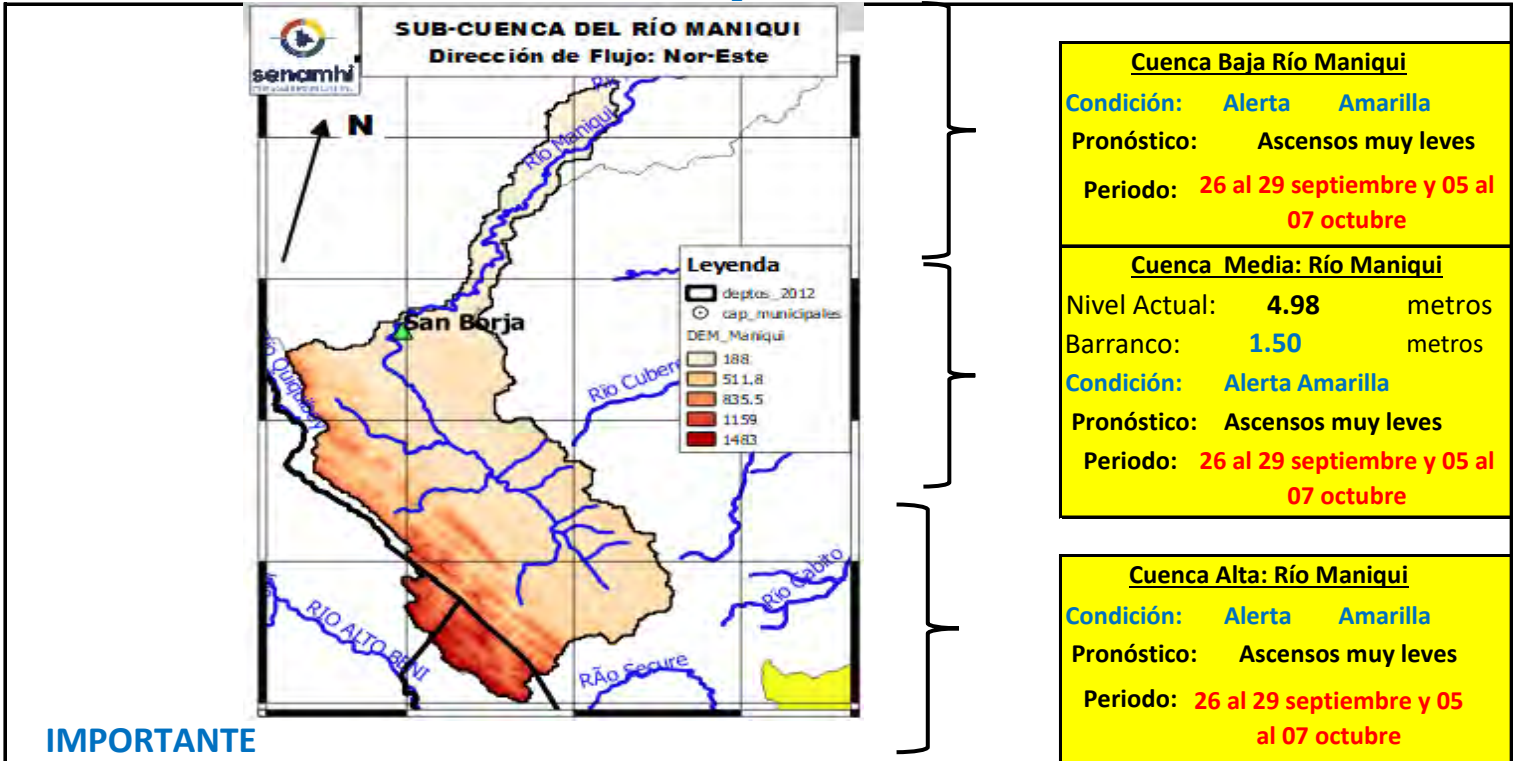 senamhi
SUB-CUENCA DEL RÍO MANIQUI
Dirección de Flujo: Nor-Este
N
Río Maniqui
San Borja
Río Quiquibey
Río
RIO ALTO BENI
RÃo Secure
Río Cabito
Leyenda
deptos_2012
cap_municipales
DEM_Maniqui
188
511,8
835.5
1159
1483
Cuenca Baja Río Maniqui
Condición: Alerta Amarilla
Pronóstico: Ascensos muy leves
Periodo: 26 al 29 septiembre y 05 al
07 octubre
Cuenca Media: Río Maniqui
Nivel Actual: 4.98 metros
Barranco: 1.50 metros
Condición: Alerta Amarilla
Pronóstico: Ascensos muy leves
Periodo: 26 al 29 septiembre y 05 al
07 octubre
Cuenca Alta: Río Maniqui
Condición: Alerta Amarilla
Pronóstico: Ascensos muy leves
Periodo: 26 al 29 septiembre y 05
al 07 octubre
IMPORTANTE